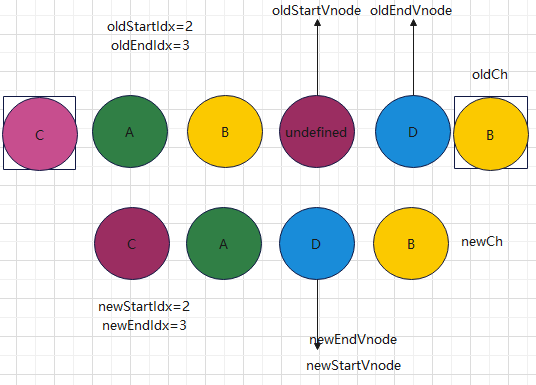 oldStartVnode oldEndVnode
oldStartIdx=2
oldEndIdx=3
oldCh
C A B undefined D B
C A D B
newCh
newStartIdx=2
newEndIdx=3
newEndVnode
newStartVnode